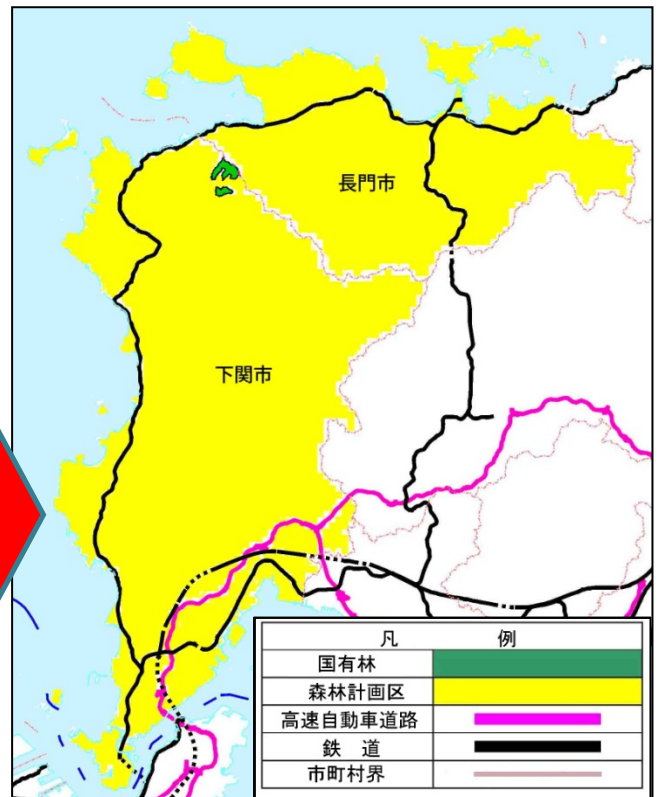 長門市
下関市
凡 例
国有林
森林計画区
高速自動車道路
鉄 道
市町村界